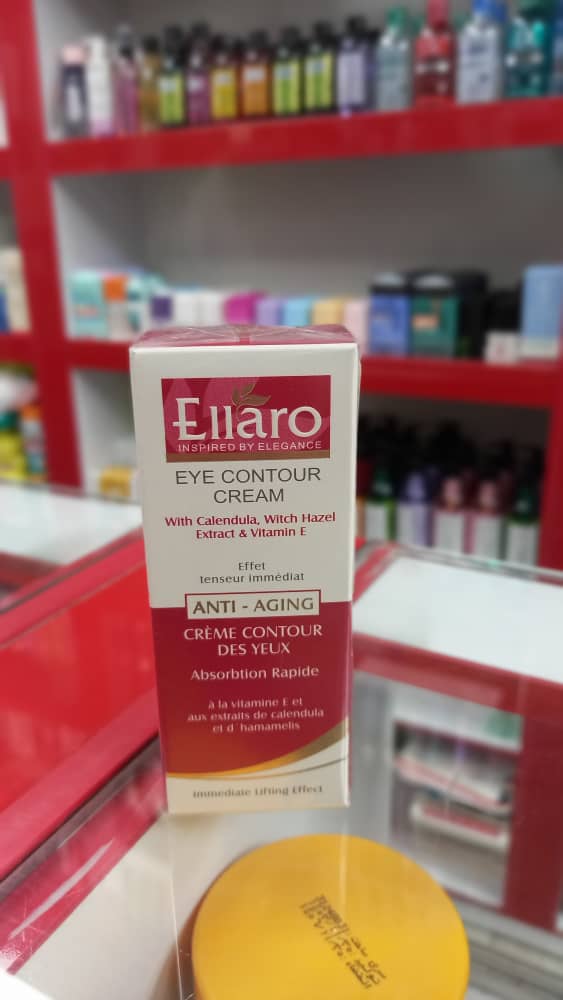 Ellaro
INSPIRED BY ELEGANCE
EYE CONTOUR
CREAM
With Calendula, Witch Hazel
Extract & Vitamin E
Effet
tenseur immédiat
ANTI - AGING
CRÈME CONTOUR
DES YEUX
Absorbtion Rapide
à la vitamine E et
aux extraits de calendula
et d' hamamelis
Immediate Lifting Effect